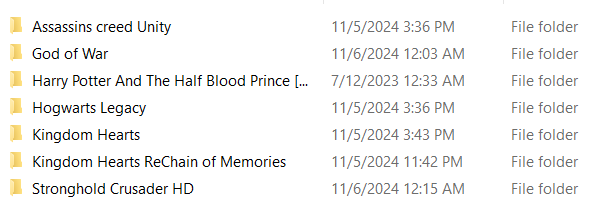 Assassins creed Unity 11/5/2024 3:36 PM File folder
God of War 11/6/2024 12:03 AM File folder
Harry Potter And The Half Blood Prince [... 7/12/2023 12:33 AM File folder
Hogwarts Legacy 11/5/2024 3:36 PM File folder
Kingdom Hearts 11/5/2024 3:43 PM File folder
Kingdom Hearts ReChain of Memories 11/5/2024 11:42 PM File folder
Stronghold Crusader HD 11/6/2024 12:15 AM File folder